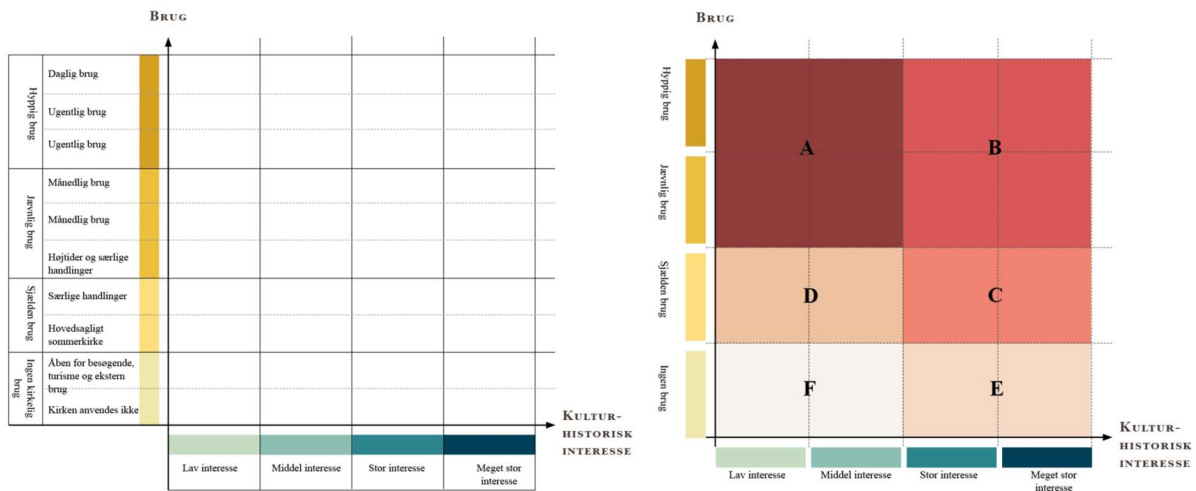 BRUG
Hyppig brug
Daglig brug
Ugentlig brug
Ugentlig brug
Jævnlig brug
Månedlig brug
Månedlig brug
Højtider og særlige
handlinger
Sjælden brug
Særlige handlinger
Hovedsagligt
sommerkirke
Ingen kirkelig
brug
Åben for besøgende,
turisme og ekstern
brug
Kirken anvendes ikke
KULTUR-
HISTORISK
INTERESSE
Lav interesse
Middel interesse
Stor interesse
Meget stor
interesse
BRUG
Hyppig brug
Jævnlig brug
Sjælden brug
Ingen brug
A
B
D
C
F
E
KULTUR-
HISTORISK
INTERESSE
Lav interesse
Middel interesse
Stor interesse
Meget stor
interesse